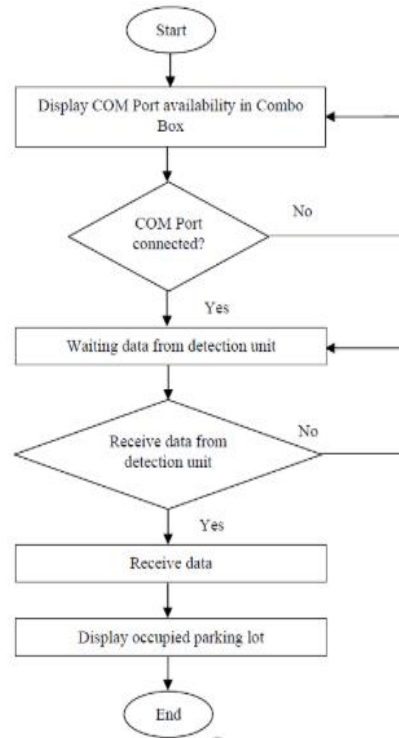 Start
Display COM Port availability in Combo
Box
No
COM Port
connected?
Yes
Waiting data from detection unit
Receive data from
detection unit
No
Yes
Receive data
Display occupied parking lot
End